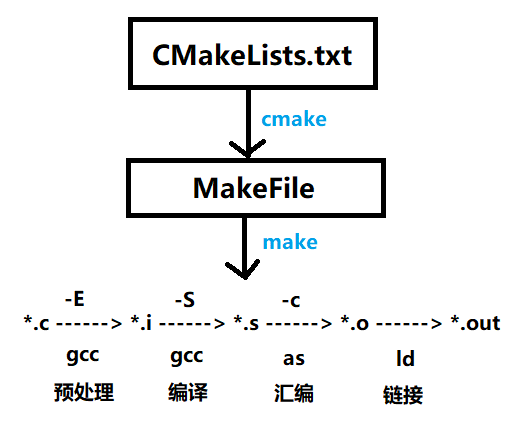 CMakeLists.txt
cmake
MakeFile
make
-E -S -c
*.c ------> *.i ------> *.s ------> *.o ------> *.out
gcc gcc as ld
预处理 编译 汇编 链接